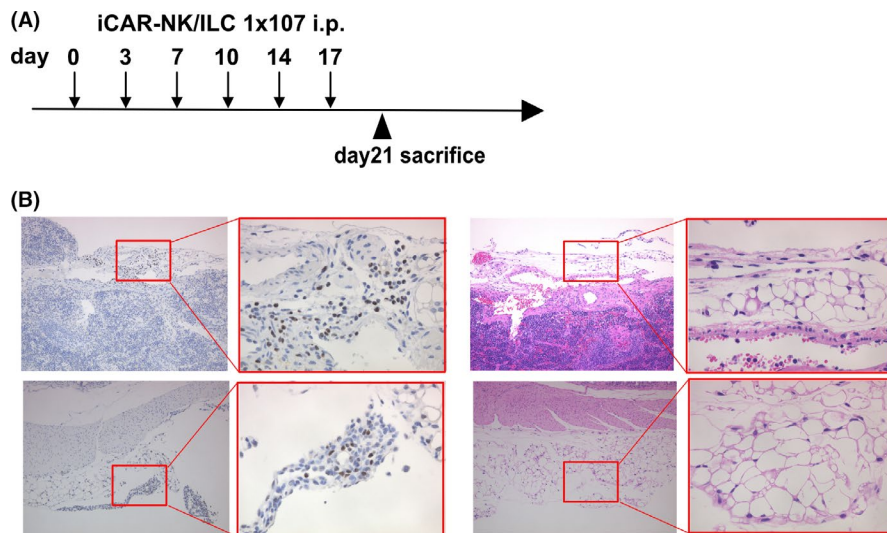 (A)
iCAR-NK/ILC 1x107 i.p.
day 0 3 7 10 14 17
day21 sacrifice
(B)